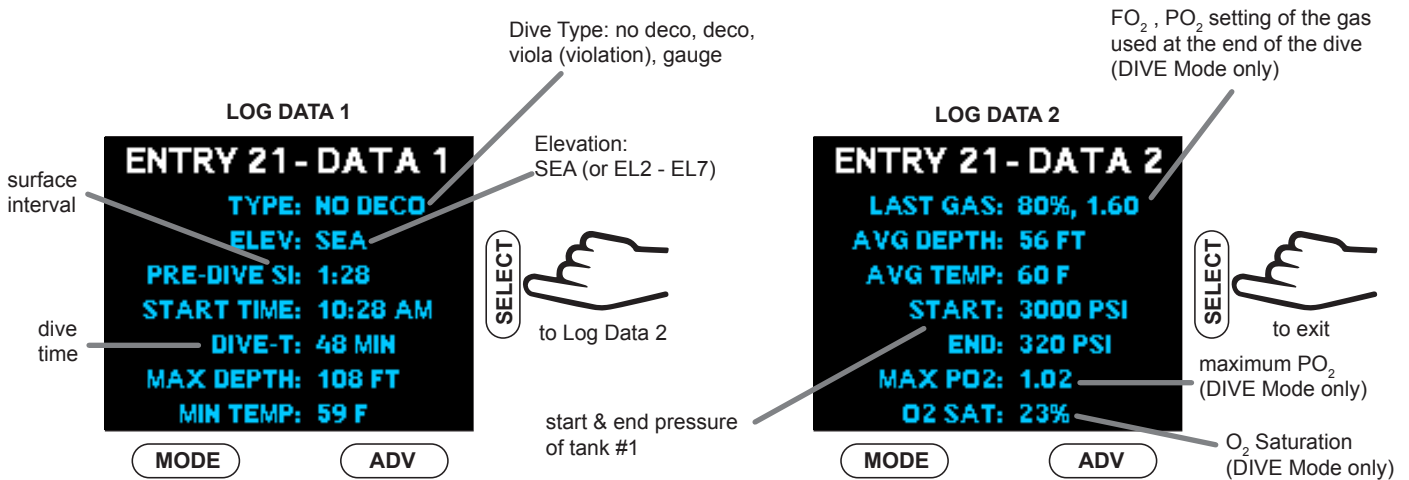 Dive Type: no deco, deco,
viola (violation), gauge
FO2 , PO2 setting of the gas
used at the end of the dive
(DIVE Mode only)
LOG DATA 1
ENTRY 21- DATA 1
TYPE: NO DECO
ELEV: SEA
PRE-DIVE SI: 1:28
START TIME: 10:28 AM
DIVE-T: 48 MIN
MAX DEPTH: 108 FT
MIN TEMP: 59 F
surface
interval
dive
time
Elevation:
SEA (or EL2 - EL7)
SELECT
to Log Data 2
MODE
ADV
LOG DATA 2
ENTRY 21- DATA 2
LAST GAS: 80%, 1.60
AVG DEPTH: 56 FT
AVG TEMP: 60 F
START: 3000 PSI
END: 320 PSI
MAX PO2: 1.02
O2 SAT: 23%
start & end pressure
of tank #1
SELECT
to exit
maximum PO2
(DIVE Mode only)
O2 Saturation
(DIVE Mode only)
MODE
ADV